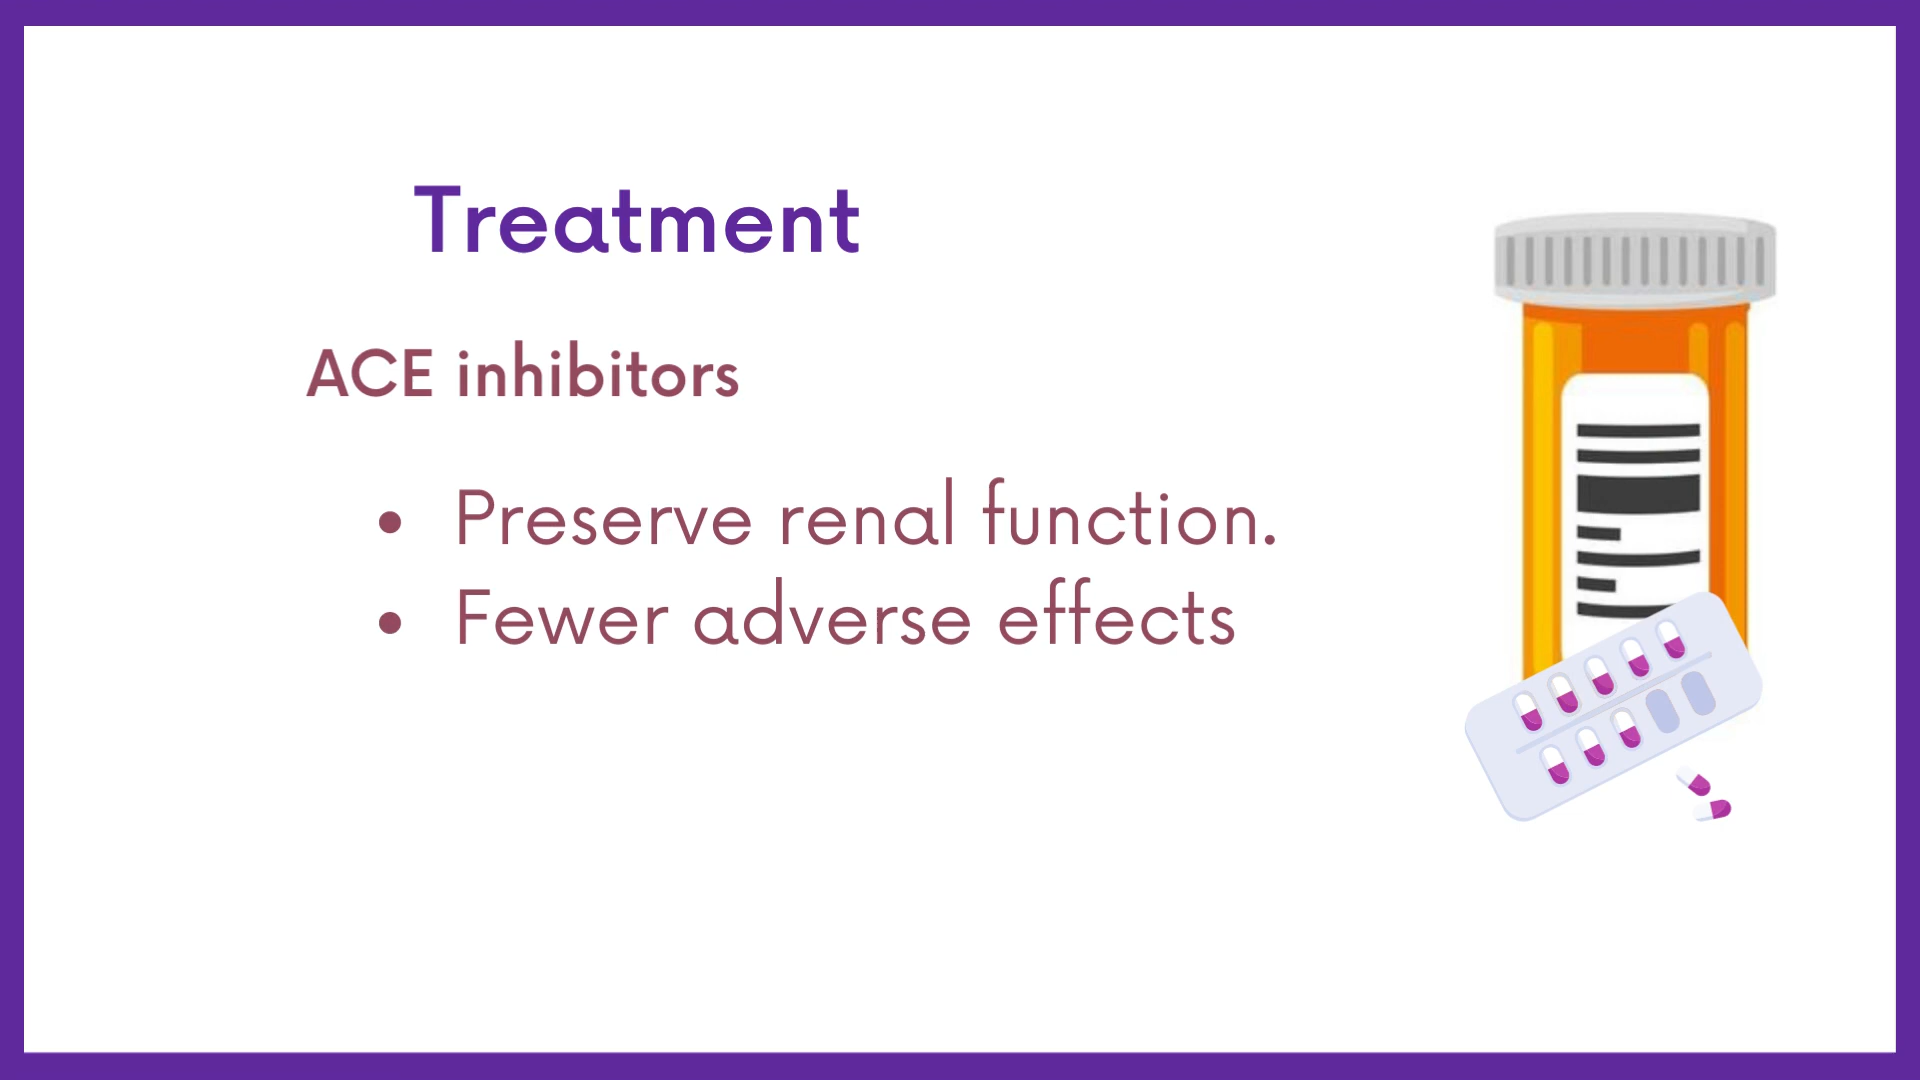 Treatment
ACE inhibitors
• Preserve renal function.
• Fewer adverse effects